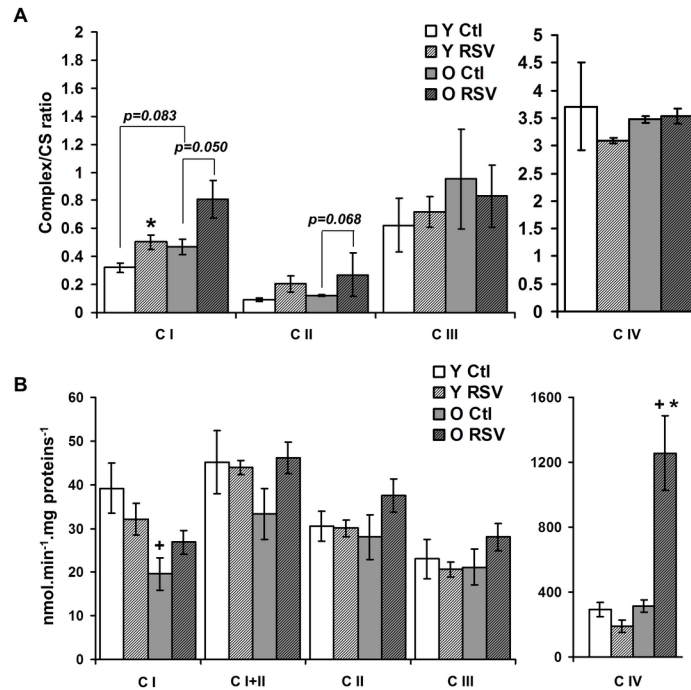 A
Complex/CS ratio
2
1.8
1.6
1.4
1.2
1
0.8
0.6
0.4
0.2
0
p=0.083
p=0.050
*
p=0.068
Y Ctl
Y RSV
O Ctl
O RSV
C I
C II
C III
5
4.5
4
3.5
3
2.5
2
1.5
1
0.5
0
C IV
B
nmol.min⁻¹.mg proteins⁻¹
60
50
40
30
20
10
0
+
Y Ctl
Y RSV
O Ctl
O RSV
C I
C I+II
C II
C III
1600
1200
800
400
0
+ *
C IV